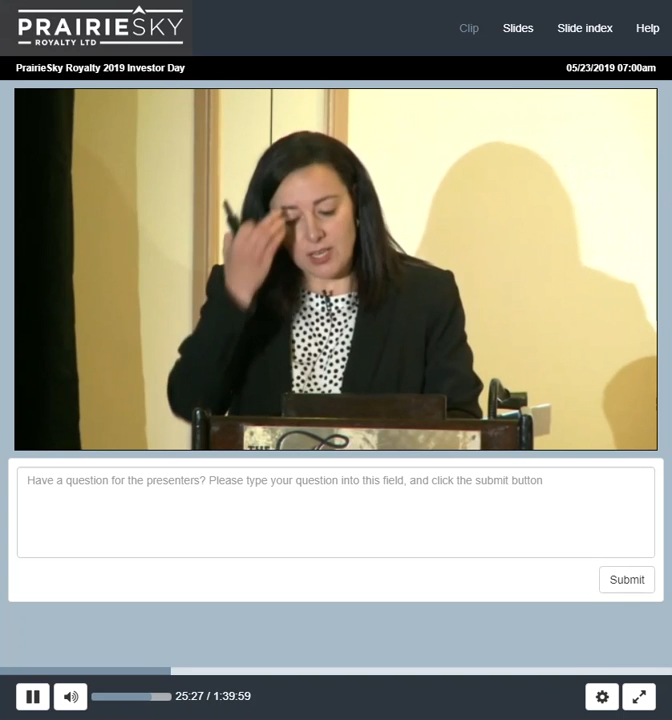 PRAIRIESKY
ROYALTY LTD
Clip Slides Slide index Help
PrairieSky Royalty 2019 Investor Day 05/23/2019 07:00am
THE
Have a question for the presenters? Please type your question into this field, and click the submit button
Submit
25:27 / 1:39:59